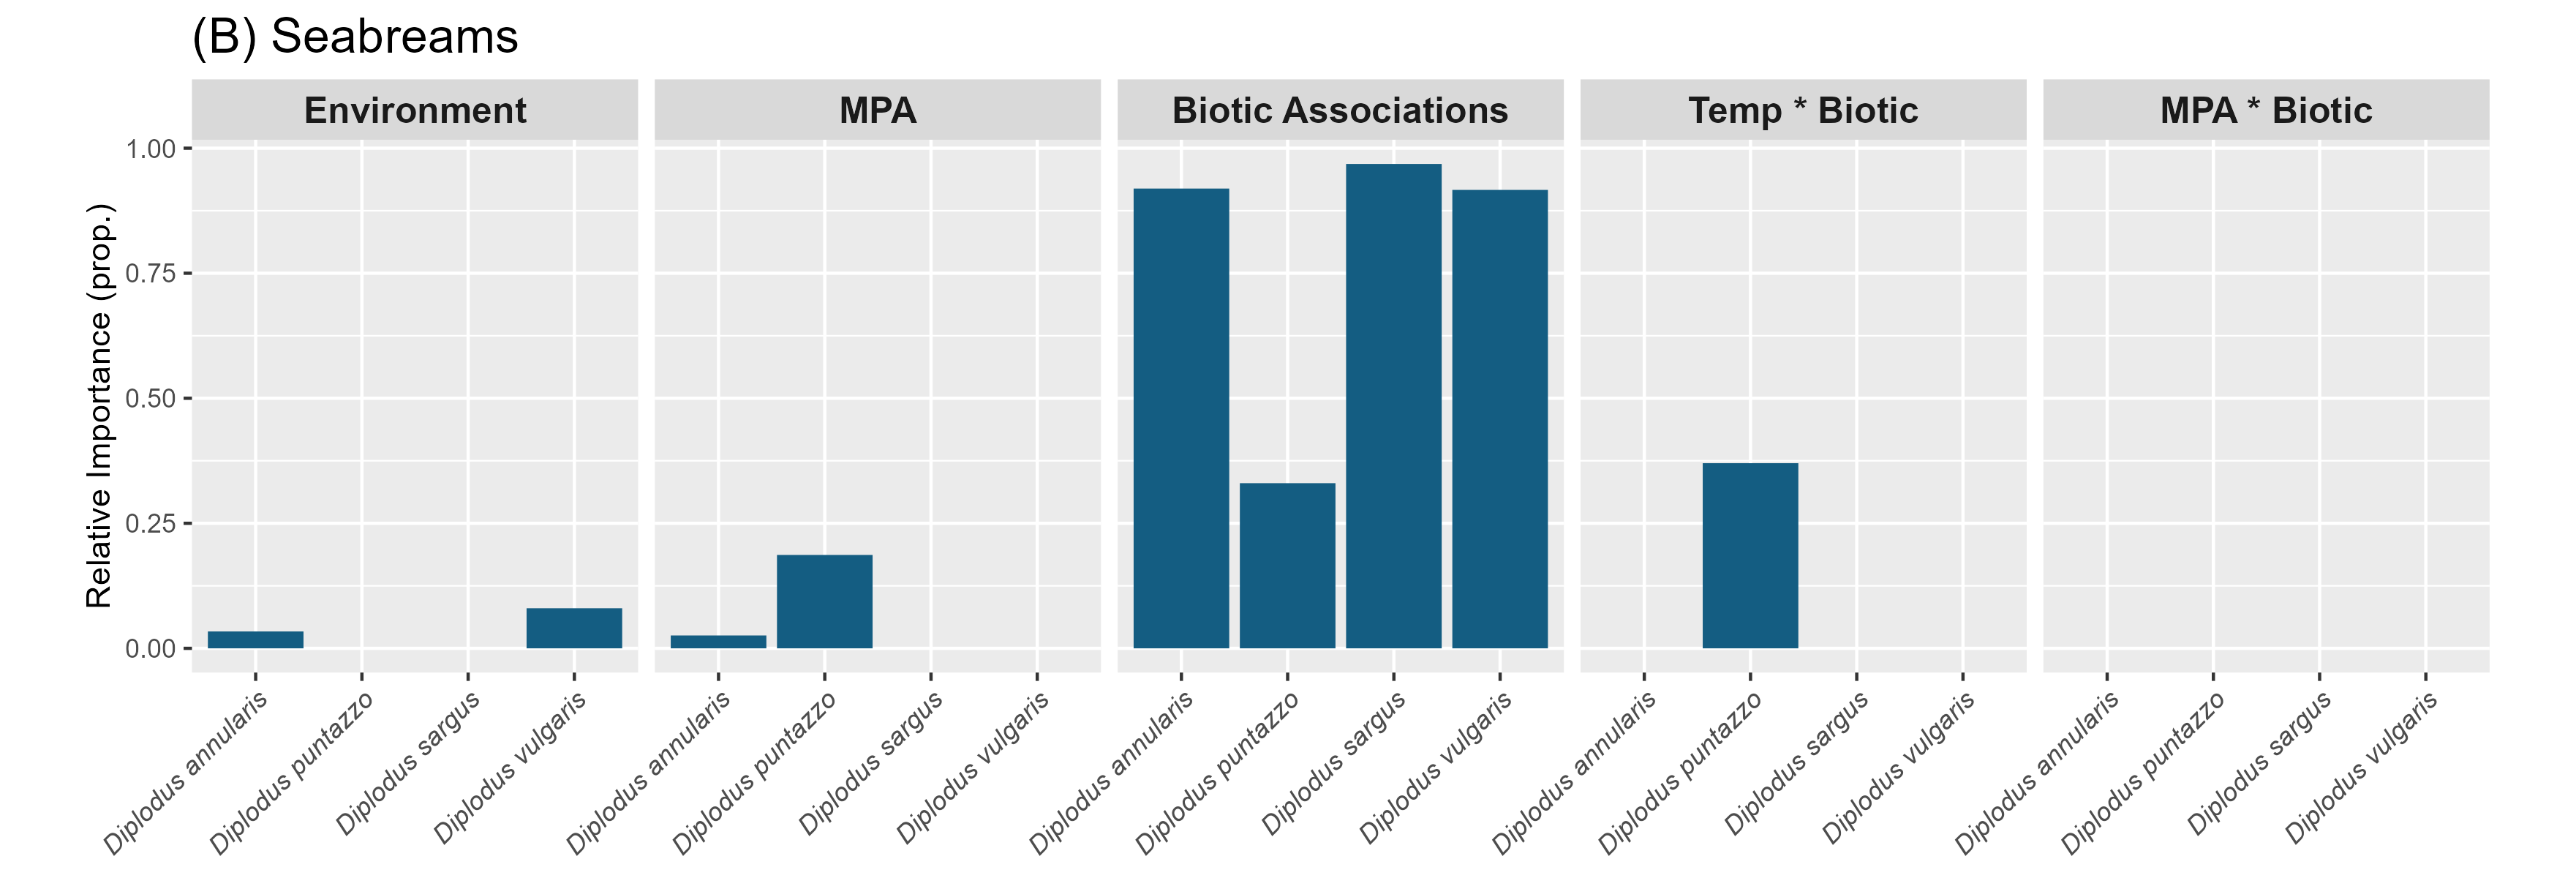 (B) Seabreams
Environment MPA Biotic Associations Temp * Biotic MPA * Biotic
Relative Importance (prop.)
1.00
0.75
0.50
0.25
0.00
Diplodus annularis Diplodus puntazzo Diplodus sargus Diplodus vulgaris Diplodus annularis Diplodus puntazzo Diplodus sargus Diplodus vulgaris Diplodus annularis Diplodus puntazzo Diplodus sargus Diplodus vulgaris Diplodus annularis Diplodus puntazzo Diplodus sargus Diplodus vulgaris Diplodus annularis Diplodus puntazzo Diplodus sargus Diplodus vulgaris